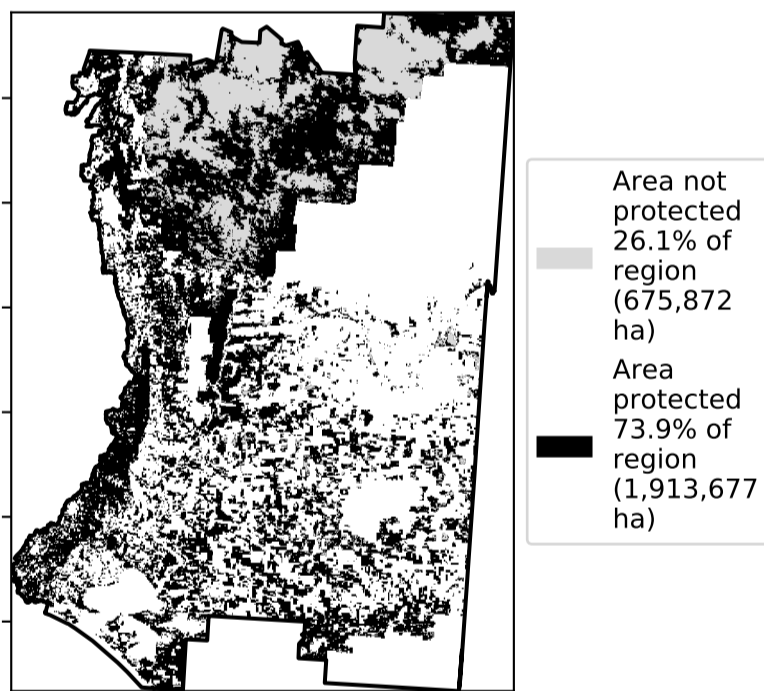 Area not
protected
26.1% of
region
(675,872
ha)
Area
protected
73.9% of
region
(1,913,677
ha)